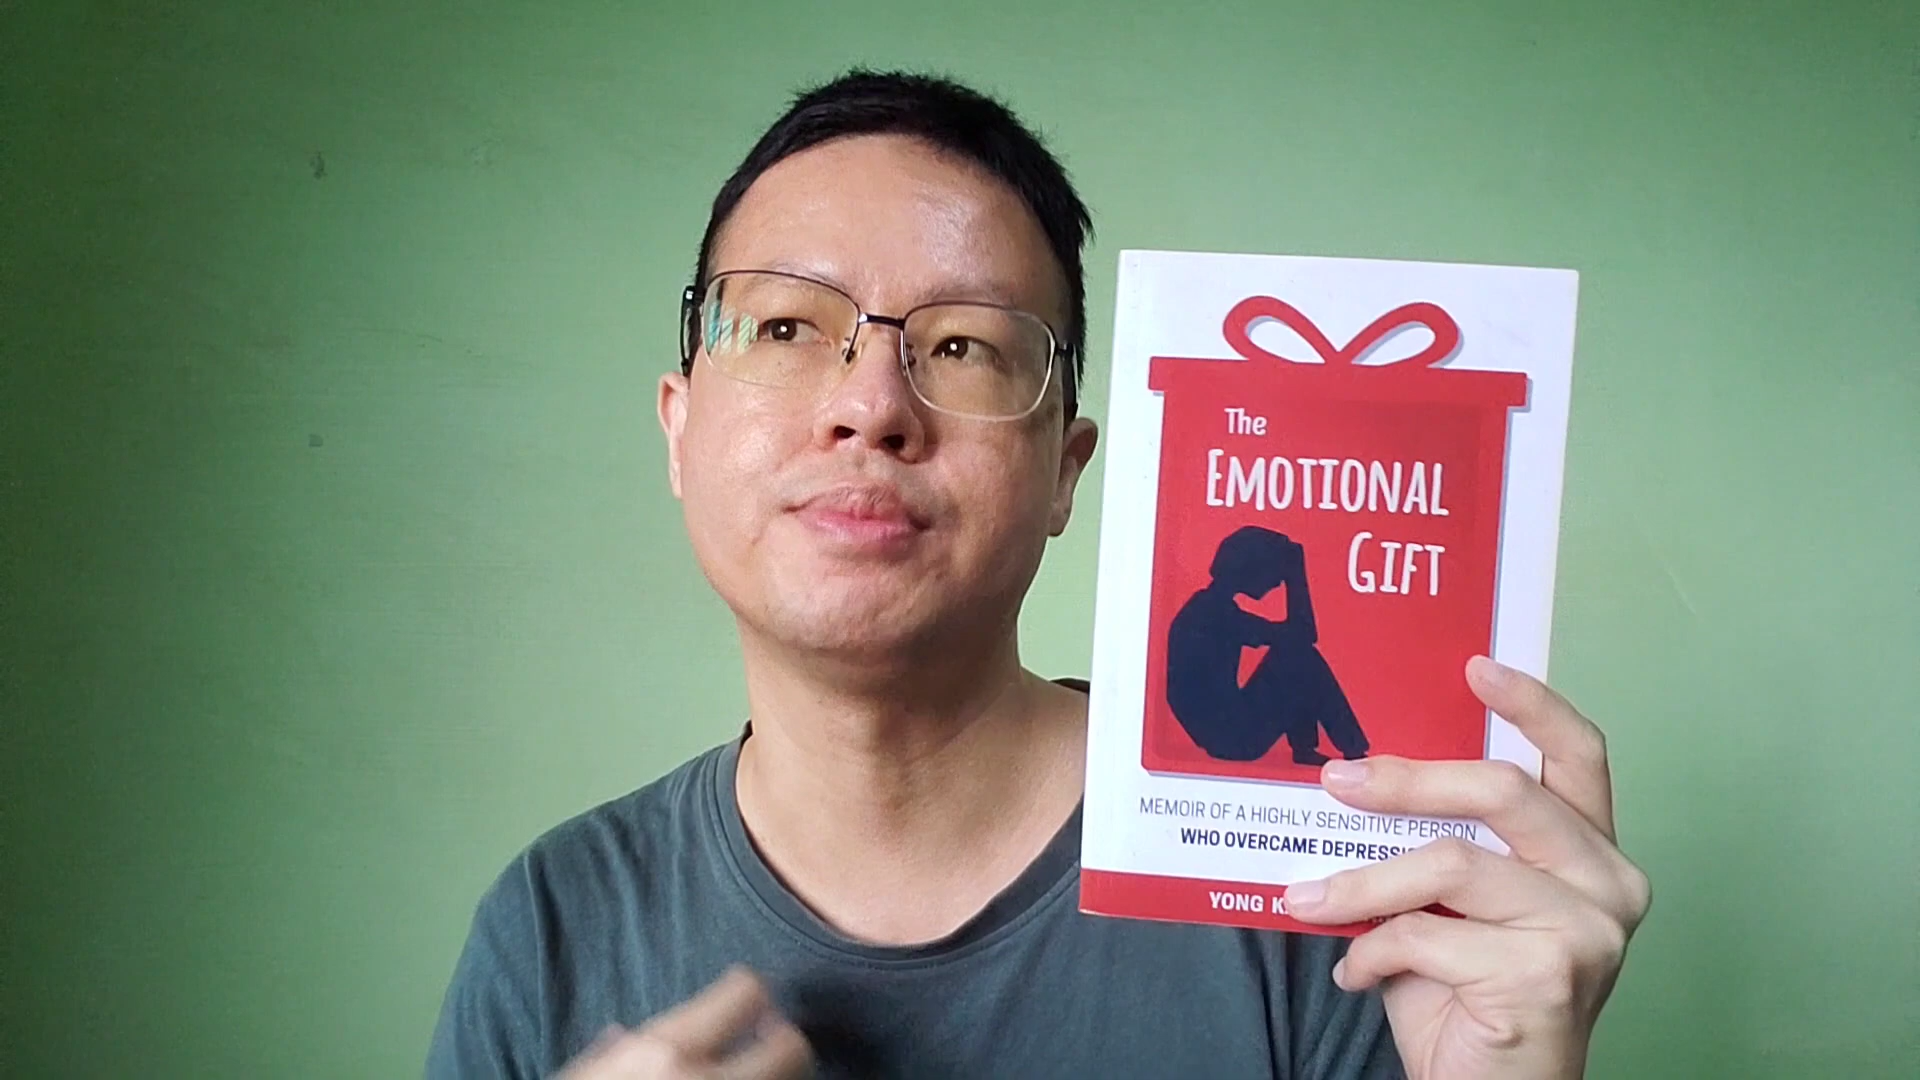 The
EMOTIONAL
GIFT
MEMOIR OF A HIGHLY SENSITIVE PERSON
WHO OVERCAME
YONG